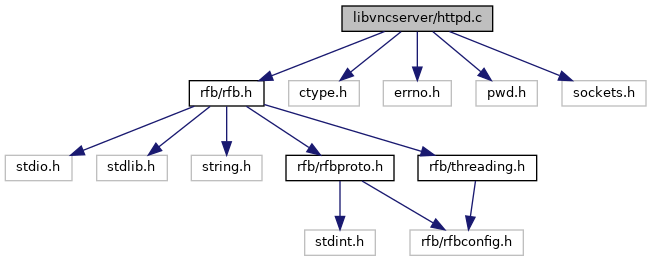 libvncserver/httpd.c
rfb/rfb.h
ctype.h
errno.h
pwd.h
sockets.h
stdio.h
stdlib.h
string.h
rfb/rfbproto.h
rfb/threading.h
stdint.h
rfb/rfbconfig.h